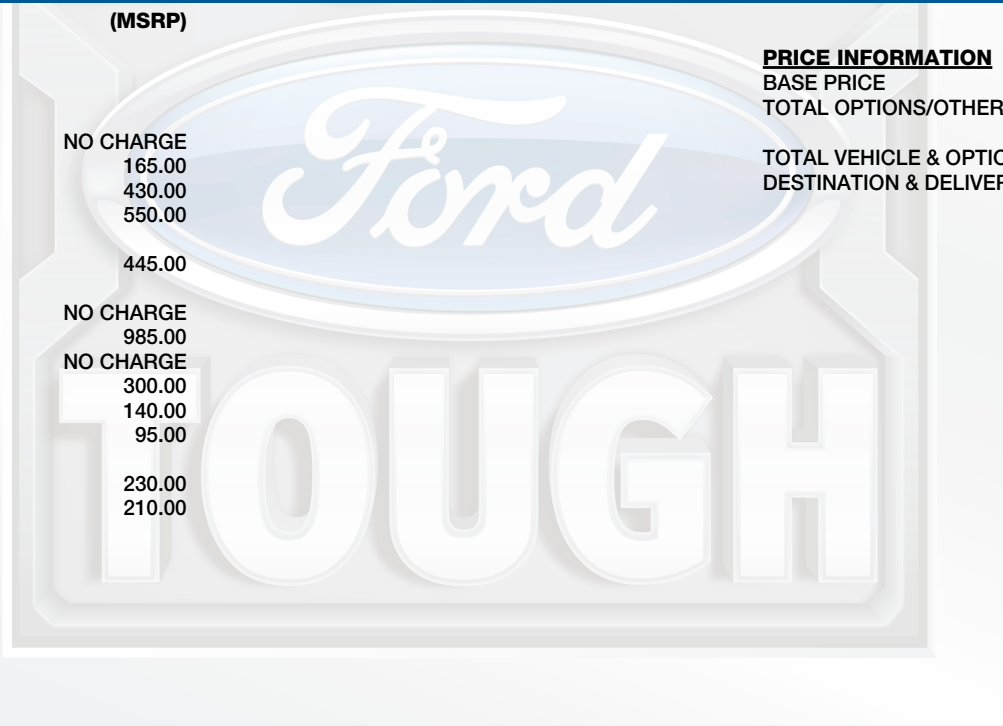 (MSRP)
NO CHARGE
165.00
430.00
550.00
445.00
NO CHARGE
985.00
NO CHARGE
300.00
140.00
95.00
230.00
210.00
PRICE INFORMATION
BASE PRICE
TOTAL OPTIONS/OTHER
TOTAL VEHICLE & OPTIO
DESTINATION & DELIVER
Ford
TOUGH